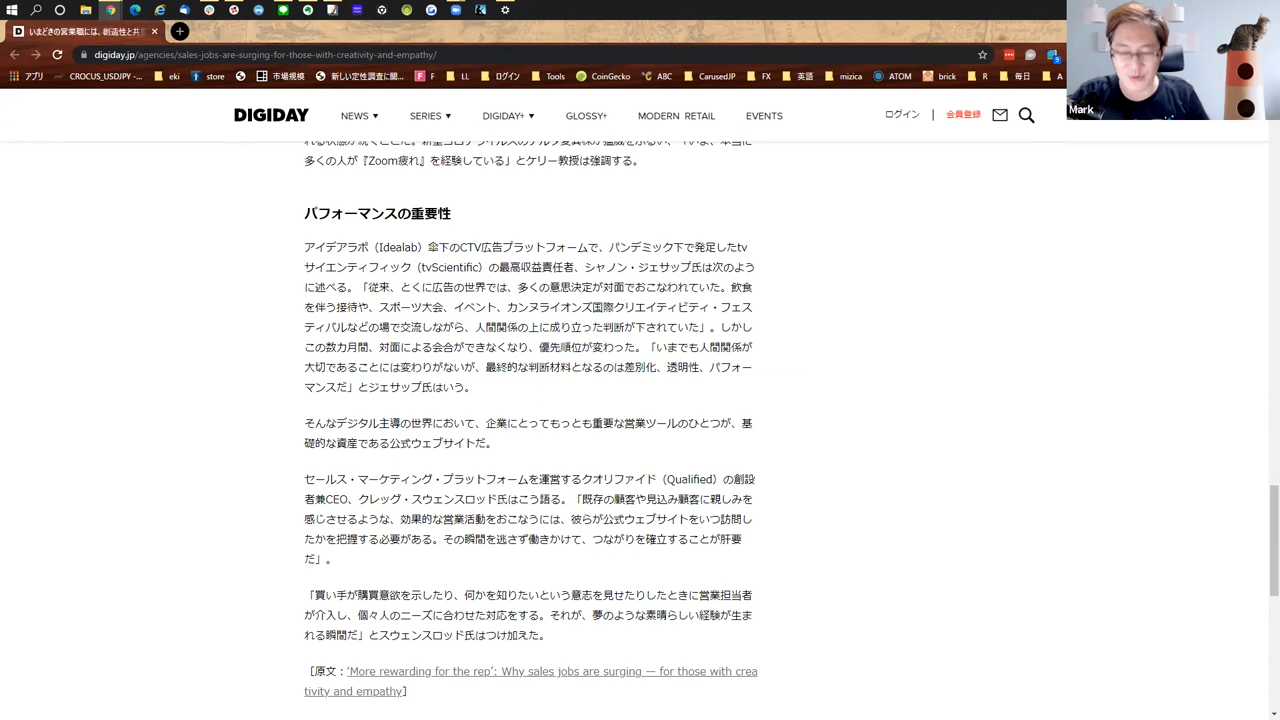 いまどきの営業職には、創造性と共
digiday.jp/agencies/sales-jobs-are-surging-for-those-with-creativity-and-empathy/
アプリ CROCUS_USDJPY -... eki store 市場規模 新しい定性調査に関... F LL ログイン Tools CoinGecko ABC CarusedJP FX 英語 mizica ATOM brick R 毎日 A
Mark
DIGIDAY NEWS SERIES DIGIDAY+ GLOSSY+ MODERN RETAIL EVENTS ログイン | 会員登録
多くの人が『Zoom疲れ』を経験している」とケリー教授は強調する。
パフォーマンスの重要性
アイデアラボ（Idealab）傘下のCTV広告プラットフォームで、パンデミック下で発足したtv
サイエンティフィック（tvScientific）の最高収益責任者、シャノン・ジェサップ氏は次のよう
に述べる。「従来、とくに広告の世界では、多くの意思決定が対面でおこなわれていた。飲食
を伴う接待や、スポーツ大会、イベント、カンヌライオンズ国際クリエイティビティ・フェス
ティバルなどの場で交流しながら、人間関係の上に成り立った判断が下されていた」。しかし
この数カ月間、対面による会合ができなくなり、優先順位が変わった。「いまでも人間関係が
大切であることには変わりがないが、最終的な判断材料となるのは差別化、透明性、パフォー
マンスだ」とジェサップ氏はいう。
そんなデジタル主導の世界において、企業にとってもっとも重要な営業ツールのひとつが、基
礎的な資産である公式ウェブサイトだ。
セールス・マーケティング・プラットフォームを運営するクオリファイド（Qualified）の創設
者兼CEO、クレッグ・スウェンスロッド氏はこう語る。「既存の顧客や見込み顧客に親しみを
感じさせるような、効果的な営業活動をおこなうには、彼らが公式ウェブサイトをいつ訪問し
たかを把握する必要がある。その瞬間を逃さず働きかけて、つながりを確立することが肝要
だ」。
「買い手が購買意欲を示したり、何かを知りたいという意志を見せたりしたときに営業担当者
が介入し、個々人のニーズに合わせた対応をする。それが、夢のような素晴らしい経験が生ま
れる瞬間だ」とスウェンスロッド氏はつけ加えた。
［原文：'More rewarding for the rep': Why sales jobs are surging — for those with crea
tivity and empathy］